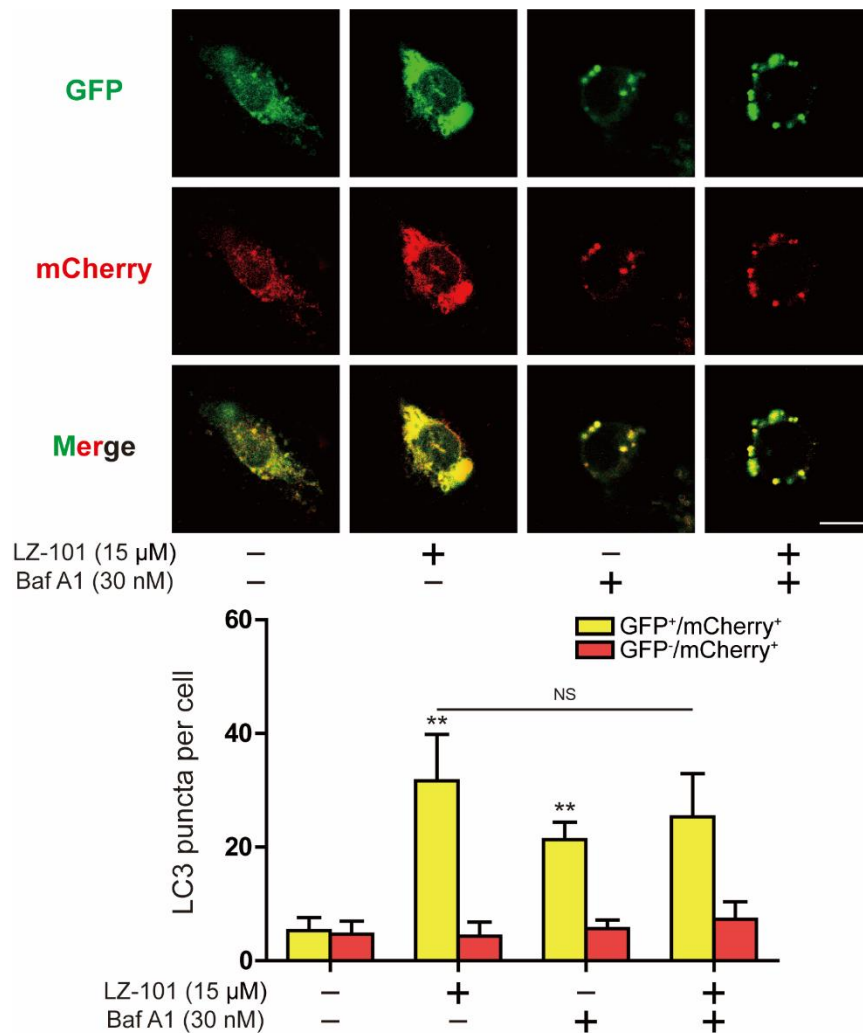 GFP
mCherry
Merge
LZ-101 (15 μM) − + − +
Baf A1 (30 nM) − − + +
60
GFP⁺/mCherry⁺
GFP⁻/mCherry⁺
NS
LC3 puncta per cell
40
**
**
20
0
LZ-101 (15 μM) − + − +
Baf A1 (30 nM) − − + +